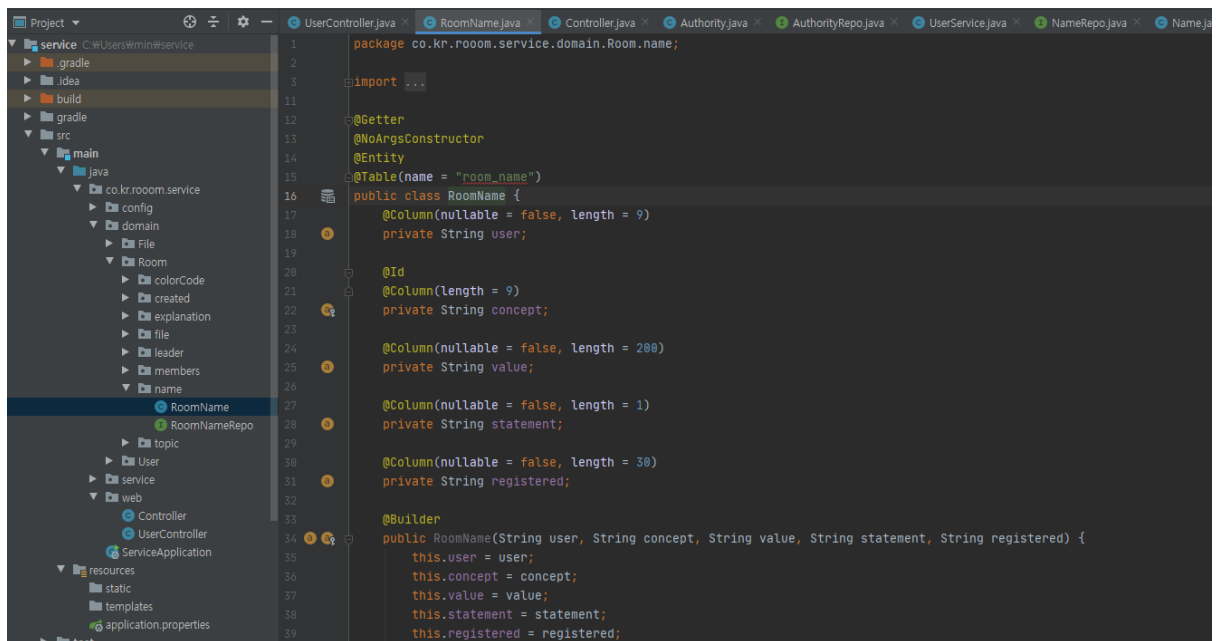 Project
UserController.java
RoomName.java
Controller.java
Authority.java
AuthorityRepo.java
UserService.java
NameRepo.java
Name.ja
service C:₩Users₩min₩service
.gradle
.idea
build
gradle
src
main
java
co.kr.rooom.service
config
domain
File
Room
colorCode
created
explanation
file
leader
members
name
RoomName
RoomNameRepo
topic
User
service
web
Controller
UserController
ServiceApplication
resources
static
templates
application.properties
1 package co.kr.rooom.service.domain.Room.name;
2
3 import ...
11
12 @Getter
13 @NoArgsConstructor
14 @Entity
15 @Table(name = "room_name")
16 public class RoomName {
17 @Column(nullable = false, length = 9)
18 private String user;
19
20 @Id
21 @Column(length = 9)
22 private String concept;
23
24 @Column(nullable = false, length = 200)
25 private String value;
26
27 @Column(nullable = false, length = 1)
28 private String statement;
29
30 @Column(nullable = false, length = 30)
31 private String registered;
32
33 @Builder
34 public RoomName(String user, String concept, String value, String statement, String registered) {
35 this.user = user;
36 this.concept = concept;
37 this.value = value;
38 this.statement = statement;
39 this.registered = registered;